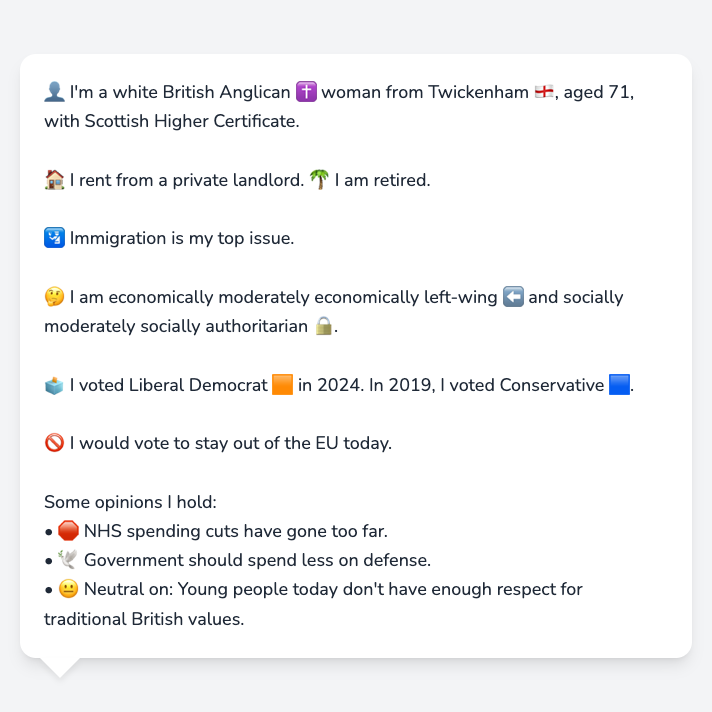 👤 I'm a white British Anglican ✝️ woman from Twickenham 🏴󠁧󠁢󠁥󠁮󠁧󠁿, aged 71,
with Scottish Higher Certificate.
🏠 I rent from a private landlord. 🌴 I am retired.
🛂 Immigration is my top issue.
🤔 I am economically moderately economically left-wing ⬅️ and socially
moderately socially authoritarian 🔒.
🗳️ I voted Liberal Democrat 🟧 in 2024. In 2019, I voted Conservative 🟦.
🚫 I would vote to stay out of the EU today.
Some opinions I hold:
• 🛑 NHS spending cuts have gone too far.
• 🕊️ Government should spend less on defense.
• 😐 Neutral on: Young people today don't have enough respect for
traditional British values.